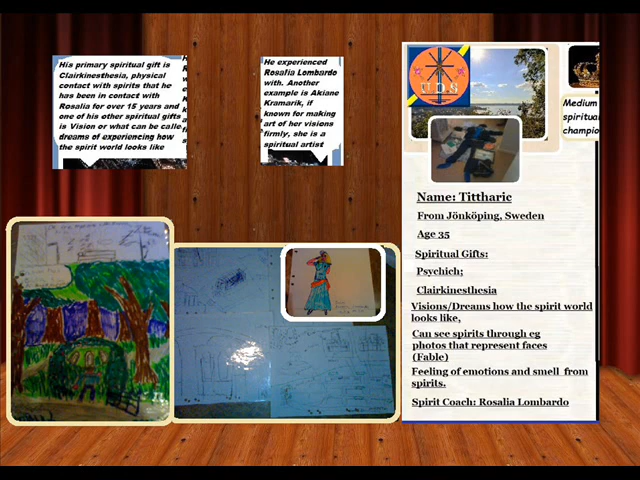 His primary spiritual gift is
Clairkinesthesia, physical
contact with spirits that he
has been in contact with
Rosalia for over 15 years and
one of his other spiritual gifts
is Vision or what can be calle
dreams of experiencing how
the spirit world looks like
He experienced
Rosalia Lombardo
with. Another
example is Akiane
Kramarik, if
known for making
art of her visions
firmly, she is a
spiritual artist
U.D.S
Medium
spiritua
champio
Name: Tittharic
From Jönköping, Sweden
Age 35
Spiritual Gifts:
Psychich;
Clairkinesthesia
Visions/Dreams how the spirit world
looks like,
Can see spirits through eg
photos that represent faces
(Fable)
Feeling of emotions and smell from
spirits.
Spirit Coach: Rosalia Lombardo